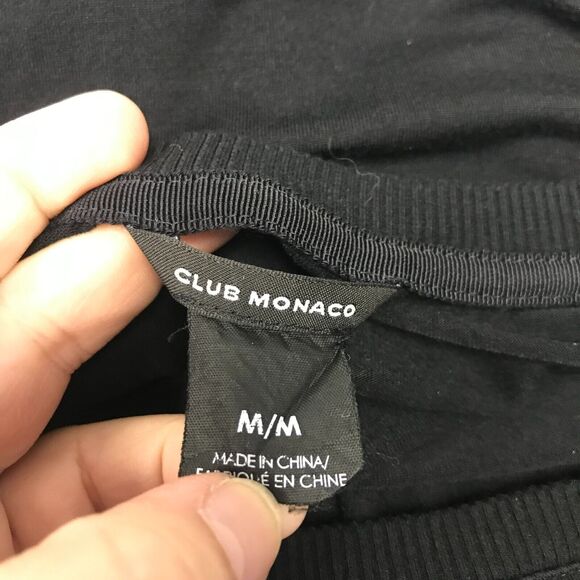 CLUB MONACO
M/M
MADE IN CHINA/
FABRIQUÉ EN CHINE